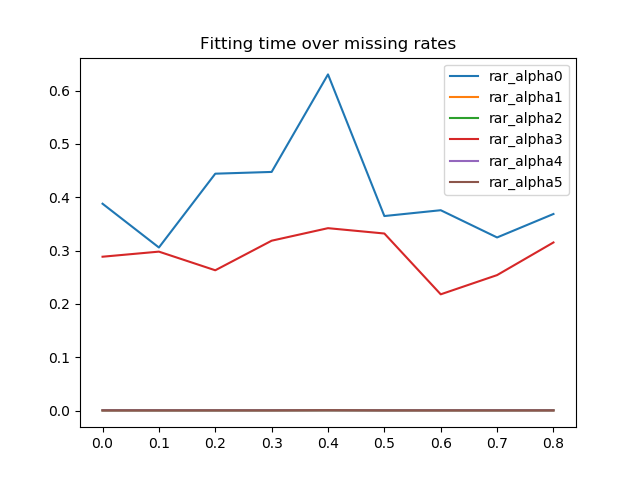 Fitting time over missing rates
rar_alpha0
rar_alpha1
rar_alpha2
rar_alpha3
rar_alpha4
rar_alpha5
0.6
0.5
0.4
0.3
0.2
0.1
0.0
0.0 0.1 0.2 0.3 0.4 0.5 0.6 0.7 0.8